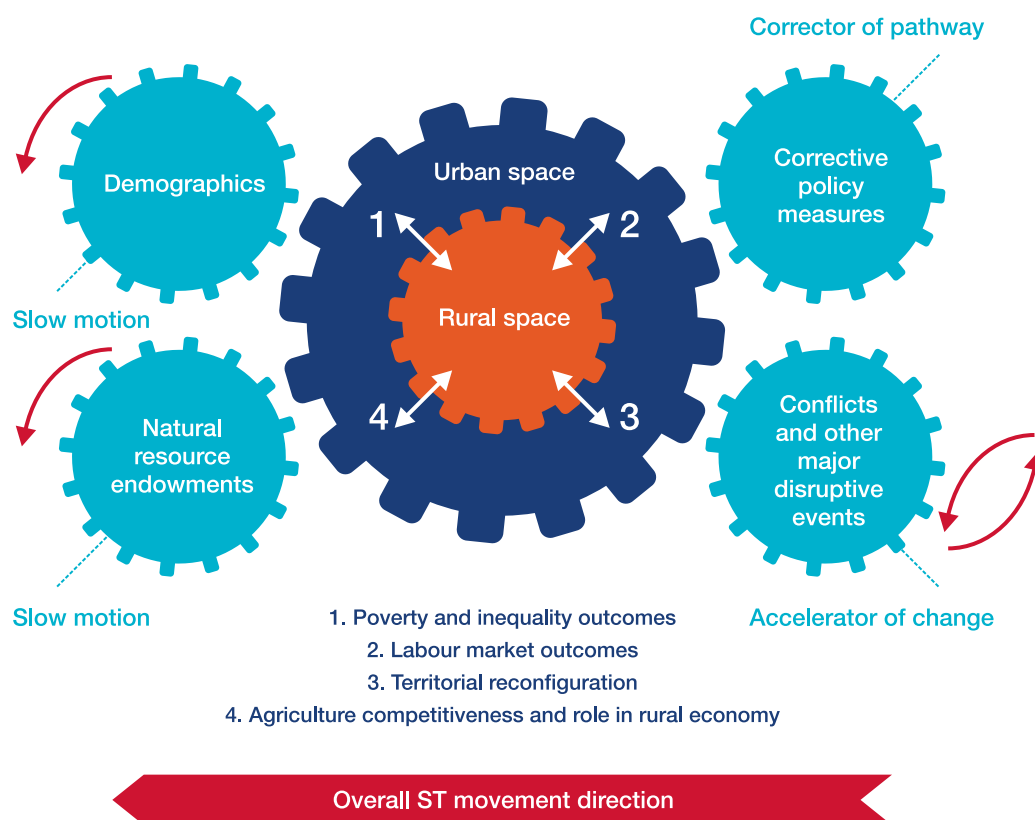 Corrector of pathway
Demographics
Slow motion
Urban space
1
2
Rural space
4
3
Corrective
policy
measures
Natural
resource
endowments
Slow motion
Conflicts
and other
major
disruptive
events
Accelerator of change
1. Poverty and inequality outcomes
2. Labour market outcomes
3. Territorial reconfiguration
4. Agriculture competitiveness and role in rural economy
Overall ST movement direction